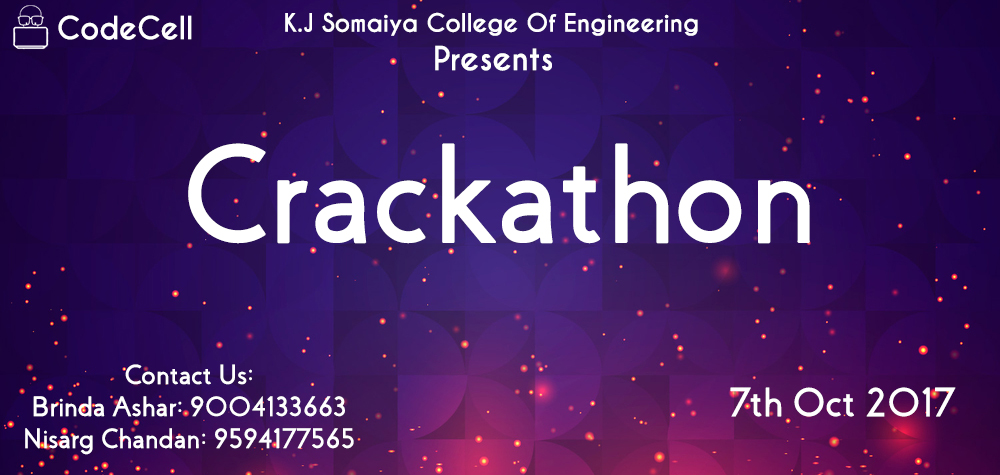 CodeCell
K.J Somaiya College Of Engineering
Presents
Crackathon
Contact Us:
Brinda Ashar: 9004133663
Nisarg Chandan: 9594177565
7th Oct 2017